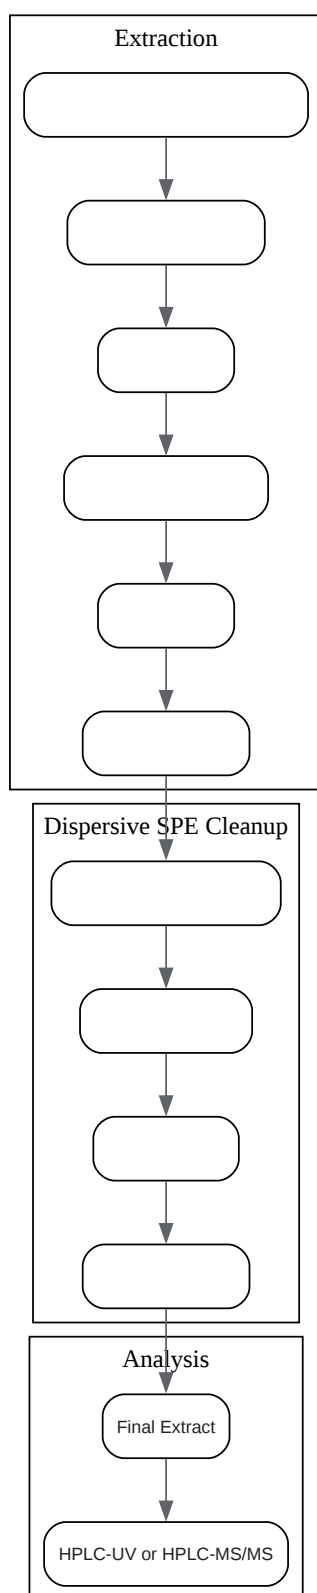 Extraction
Dispersive SPE Cleanup
Analysis
Final Extract
HPLC-UV or HPLC-MS/MS